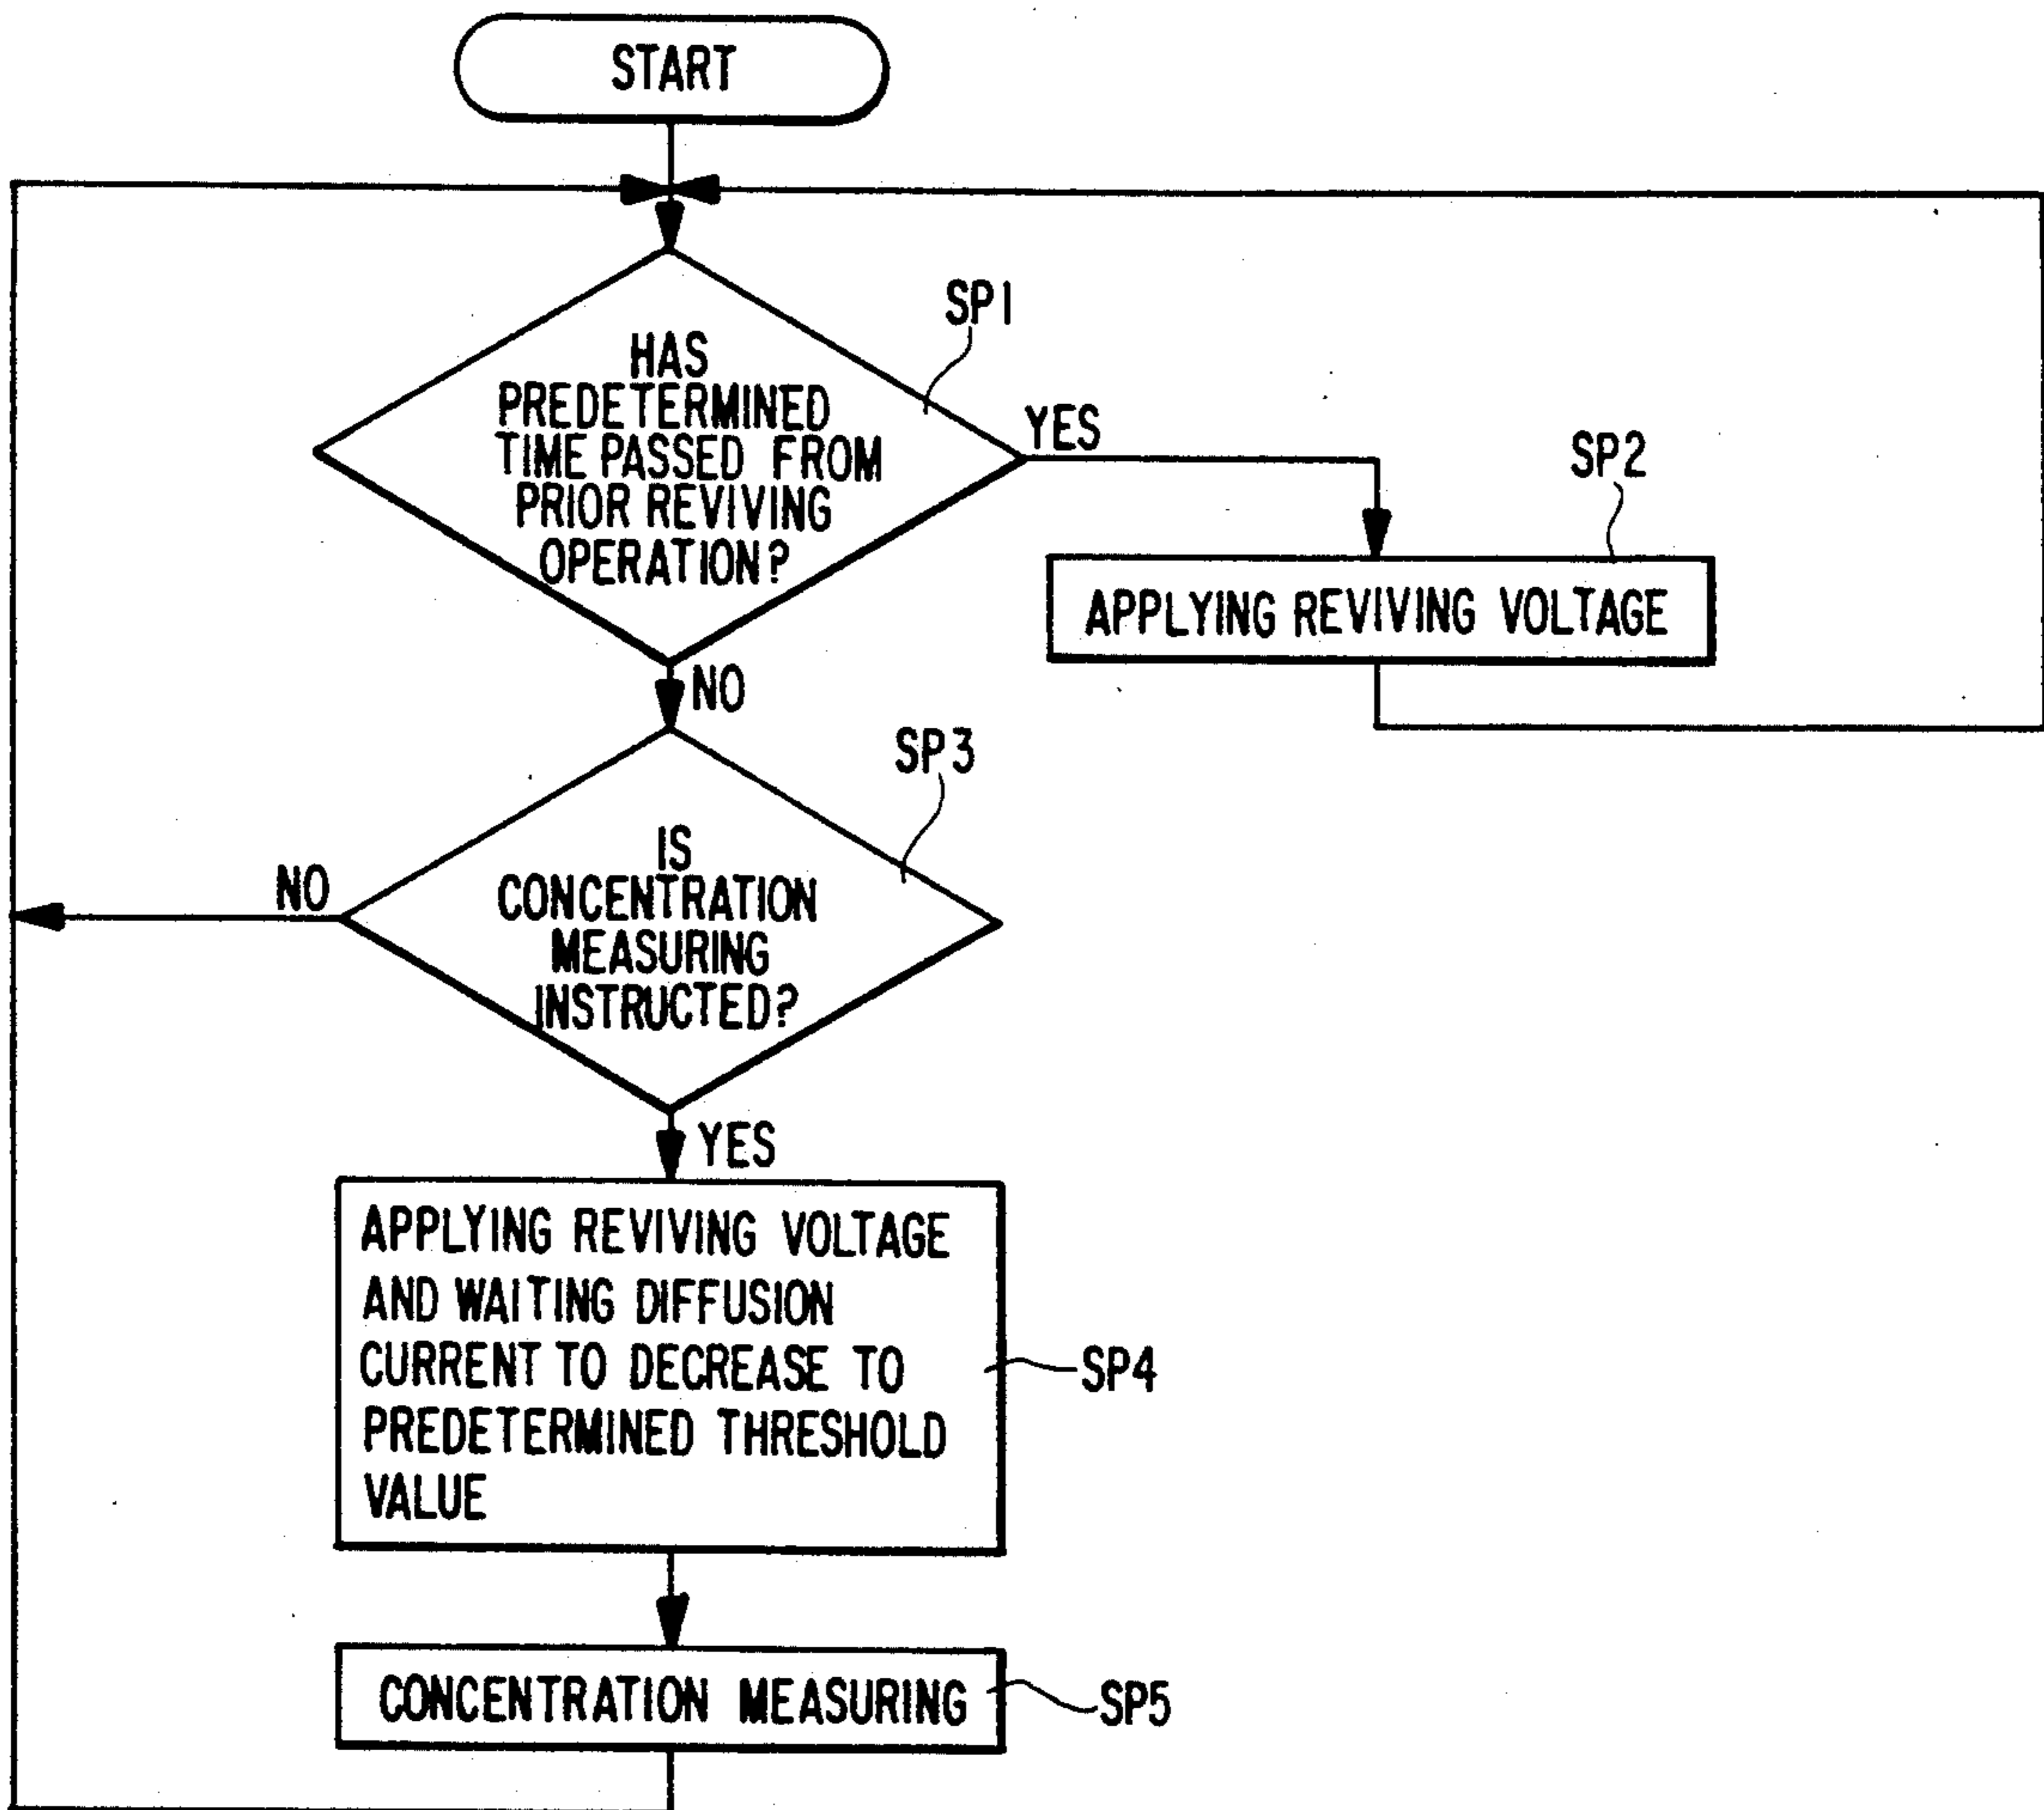 START
SP1
HAS
PREDETERMINED
TIME PASSED FROM
PRIOR REVIVING
OPERATION?
YES
SP2
APPLYING REVIVING VOLTAGE
NO
SP3
IS
CONCENTRATION
MEASURING
INSTRUCTED?
NO
YES
APPLYING REVIVING VOLTAGE
AND WAITING DIFFUSION
CURRENT TO DECREASE TO
PREDETERMINED THRESHOLD
VALUE
SP4
CONCENTRATION MEASURING
SP5